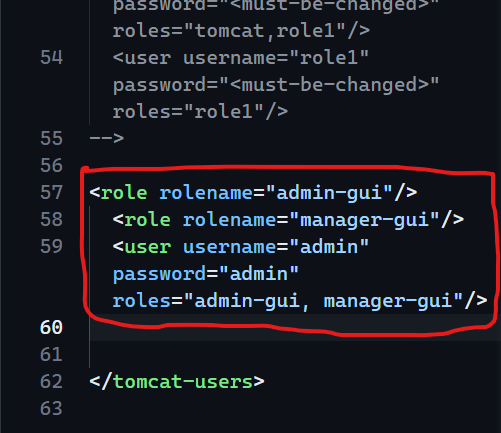 password="<must-be-changed>"
roles="tomcat,role1"/>
54 <user username="role1"
password="<must-be-changed>"
roles="role1"/>
55 -->
56
57 <role rolename="admin-gui"/>
58 <role rolename="manager-gui"/>
59 <user username="admin"
password="admin"
roles="admin-gui, manager-gui"/>
60
61
62 </tomcat-users>
63